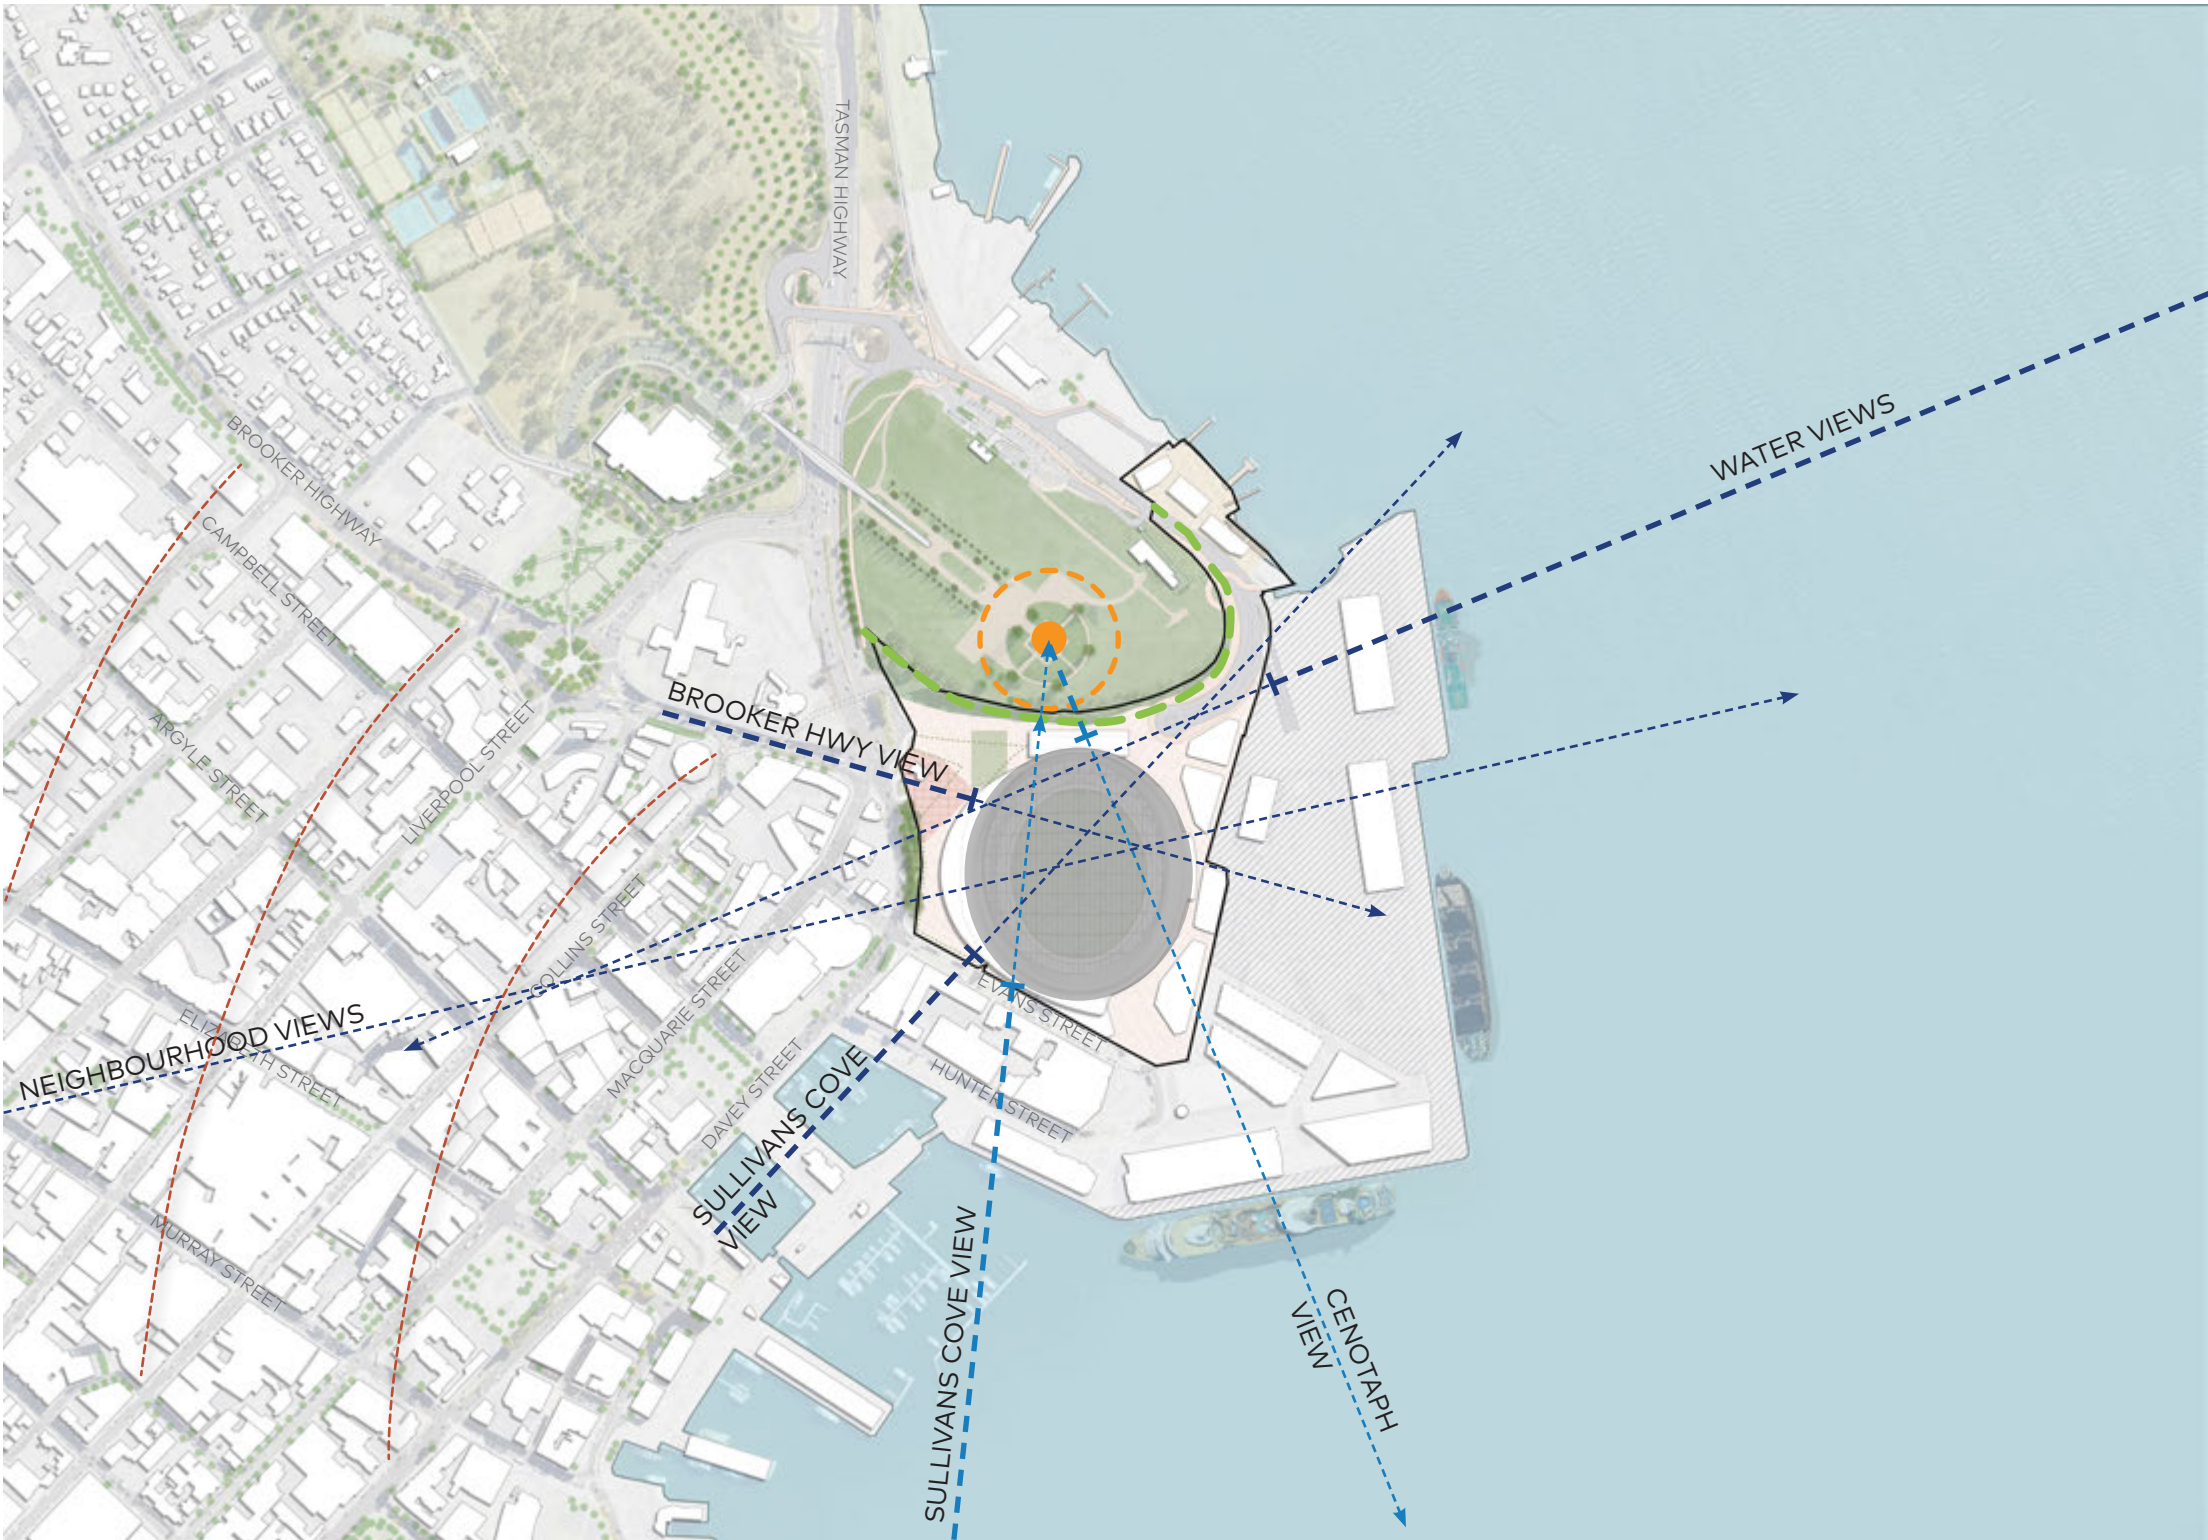 TASMAN HIGHWAY
WATER VIEWS
BROOKER HIGHWAY
CAMPBELL STREET
BROOKER HWY VIEW
ARGYLE STREET
LIVERPOOL STREET
COLLINS STREET
MACQUARIE STREET
EVANS STREET
NEIGHBOURHOOD VIEWS
ELIZABETH STREET
DAVEY STREET
HUNTER STREET
SULLIVANS COVE
VIEW
MURRAY STREET
SULLIVANS COVE VIEW
CENOTAPH
VIEW